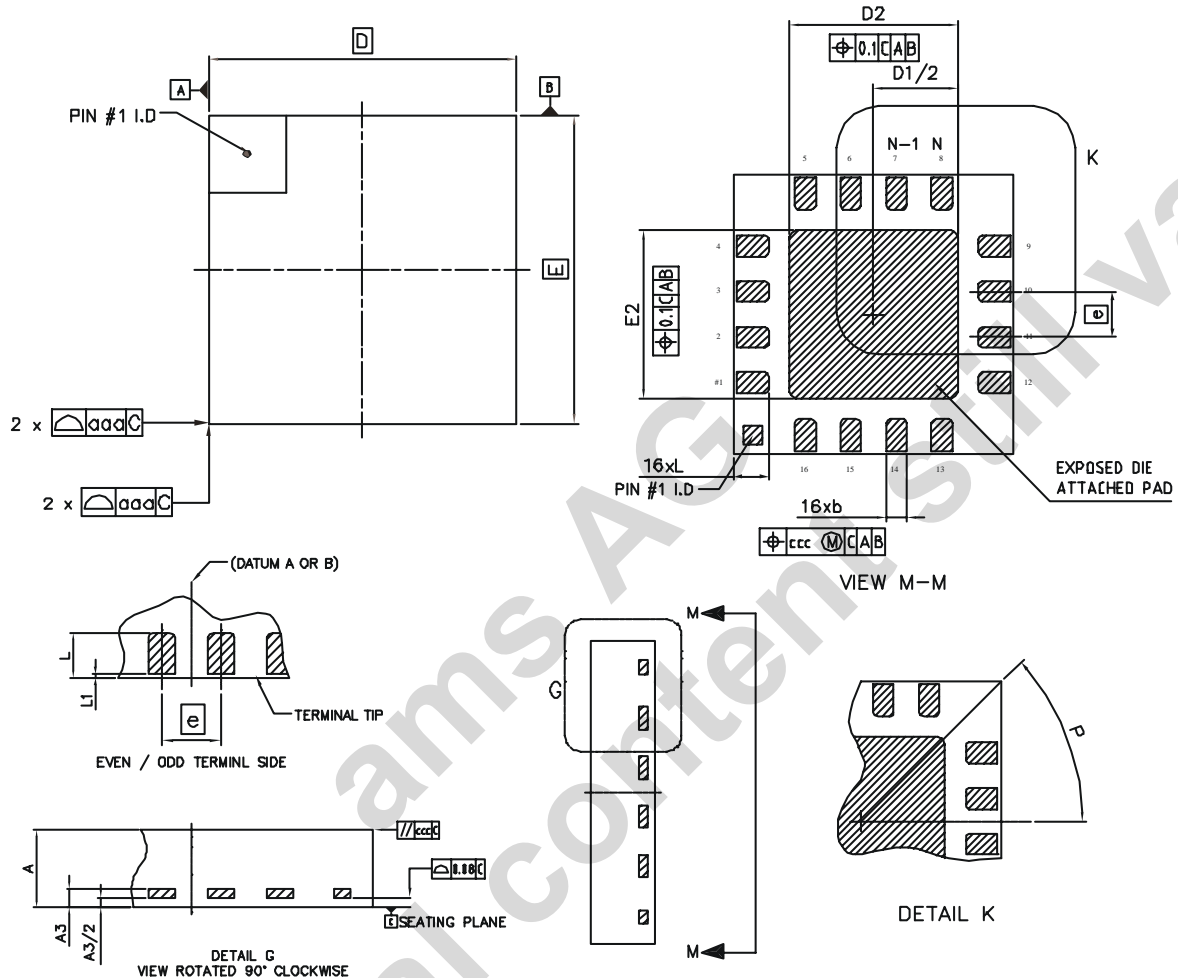 D
A
B
PIN #1 I.D
E
2 x aaa C
2 x aaa C
D2
0.1 C A B
D1/2
N-1 N
K
5 6 7 8
4
3
2
#1
9
10
11
12
E2
0.1 C A B
e
16xL
PIN #1 I.D
16 15 14 13
16xb
ccc M C A B
EXPOSED DIE
ATTACHED PAD
VIEW M-M
(DATUM A OR B)
L
L1
e
TERMINAL TIP
EVEN / ODD TERMINL SIDE
A
A3
A3/2
// ccc C
0.08 C
C SEATING PLANE
DETAIL G
VIEW ROTATED 90° CLOCKWISE
M
G
M
P
DETAIL K
ams AG
al content still va